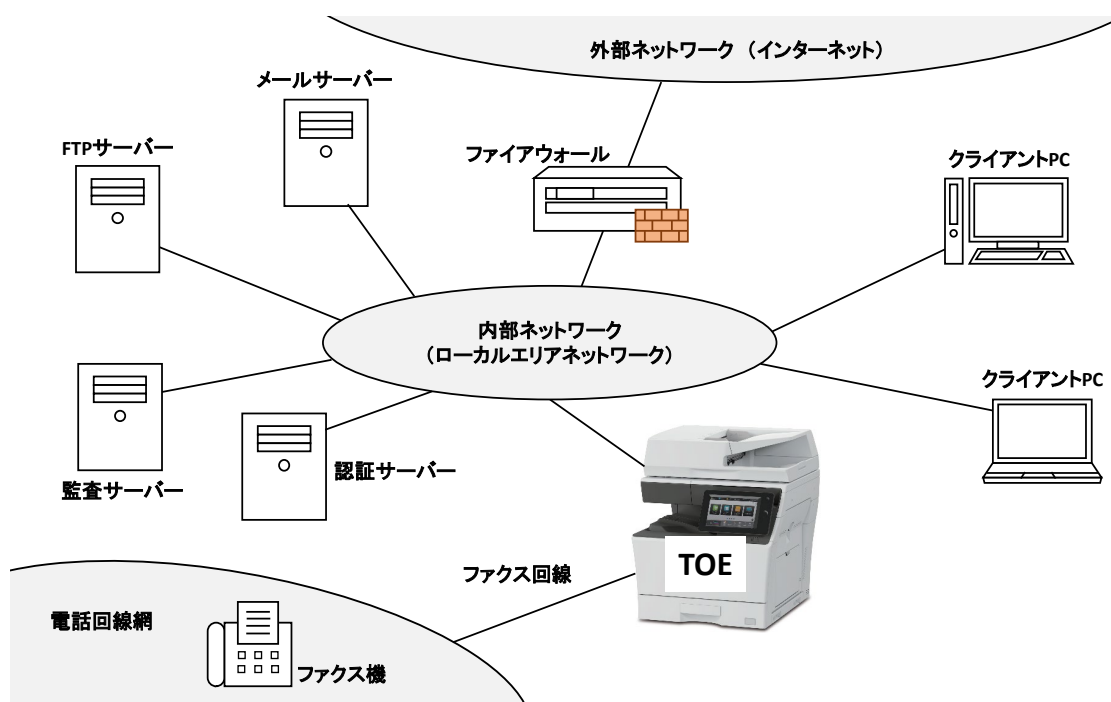 外部ネットワーク （インターネット）
メールサーバー
FTPサーバー
ファイアウォール
クライアントPC
内部ネットワーク
（ローカルエリアネットワーク）
クライアントPC
監査サーバー
認証サーバー
TOE
ファクス回線
電話回線網
ファクス機